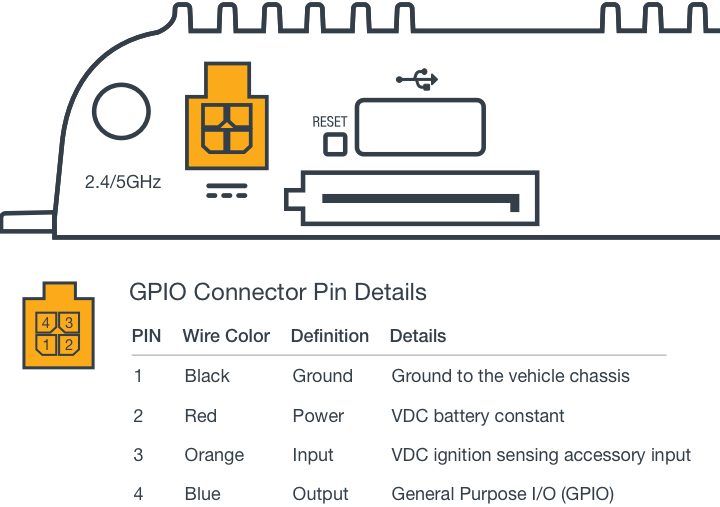 RESET
2.4/5GHz
GPIO Connector Pin Details
4 3
1 2
PIN Wire Color Definition Details
1 Black Ground Ground to the vehicle chassis
2 Red Power VDC battery constant
3 Orange Input VDC ignition sensing accessory input
4 Blue Output General Purpose I/O (GPIO)